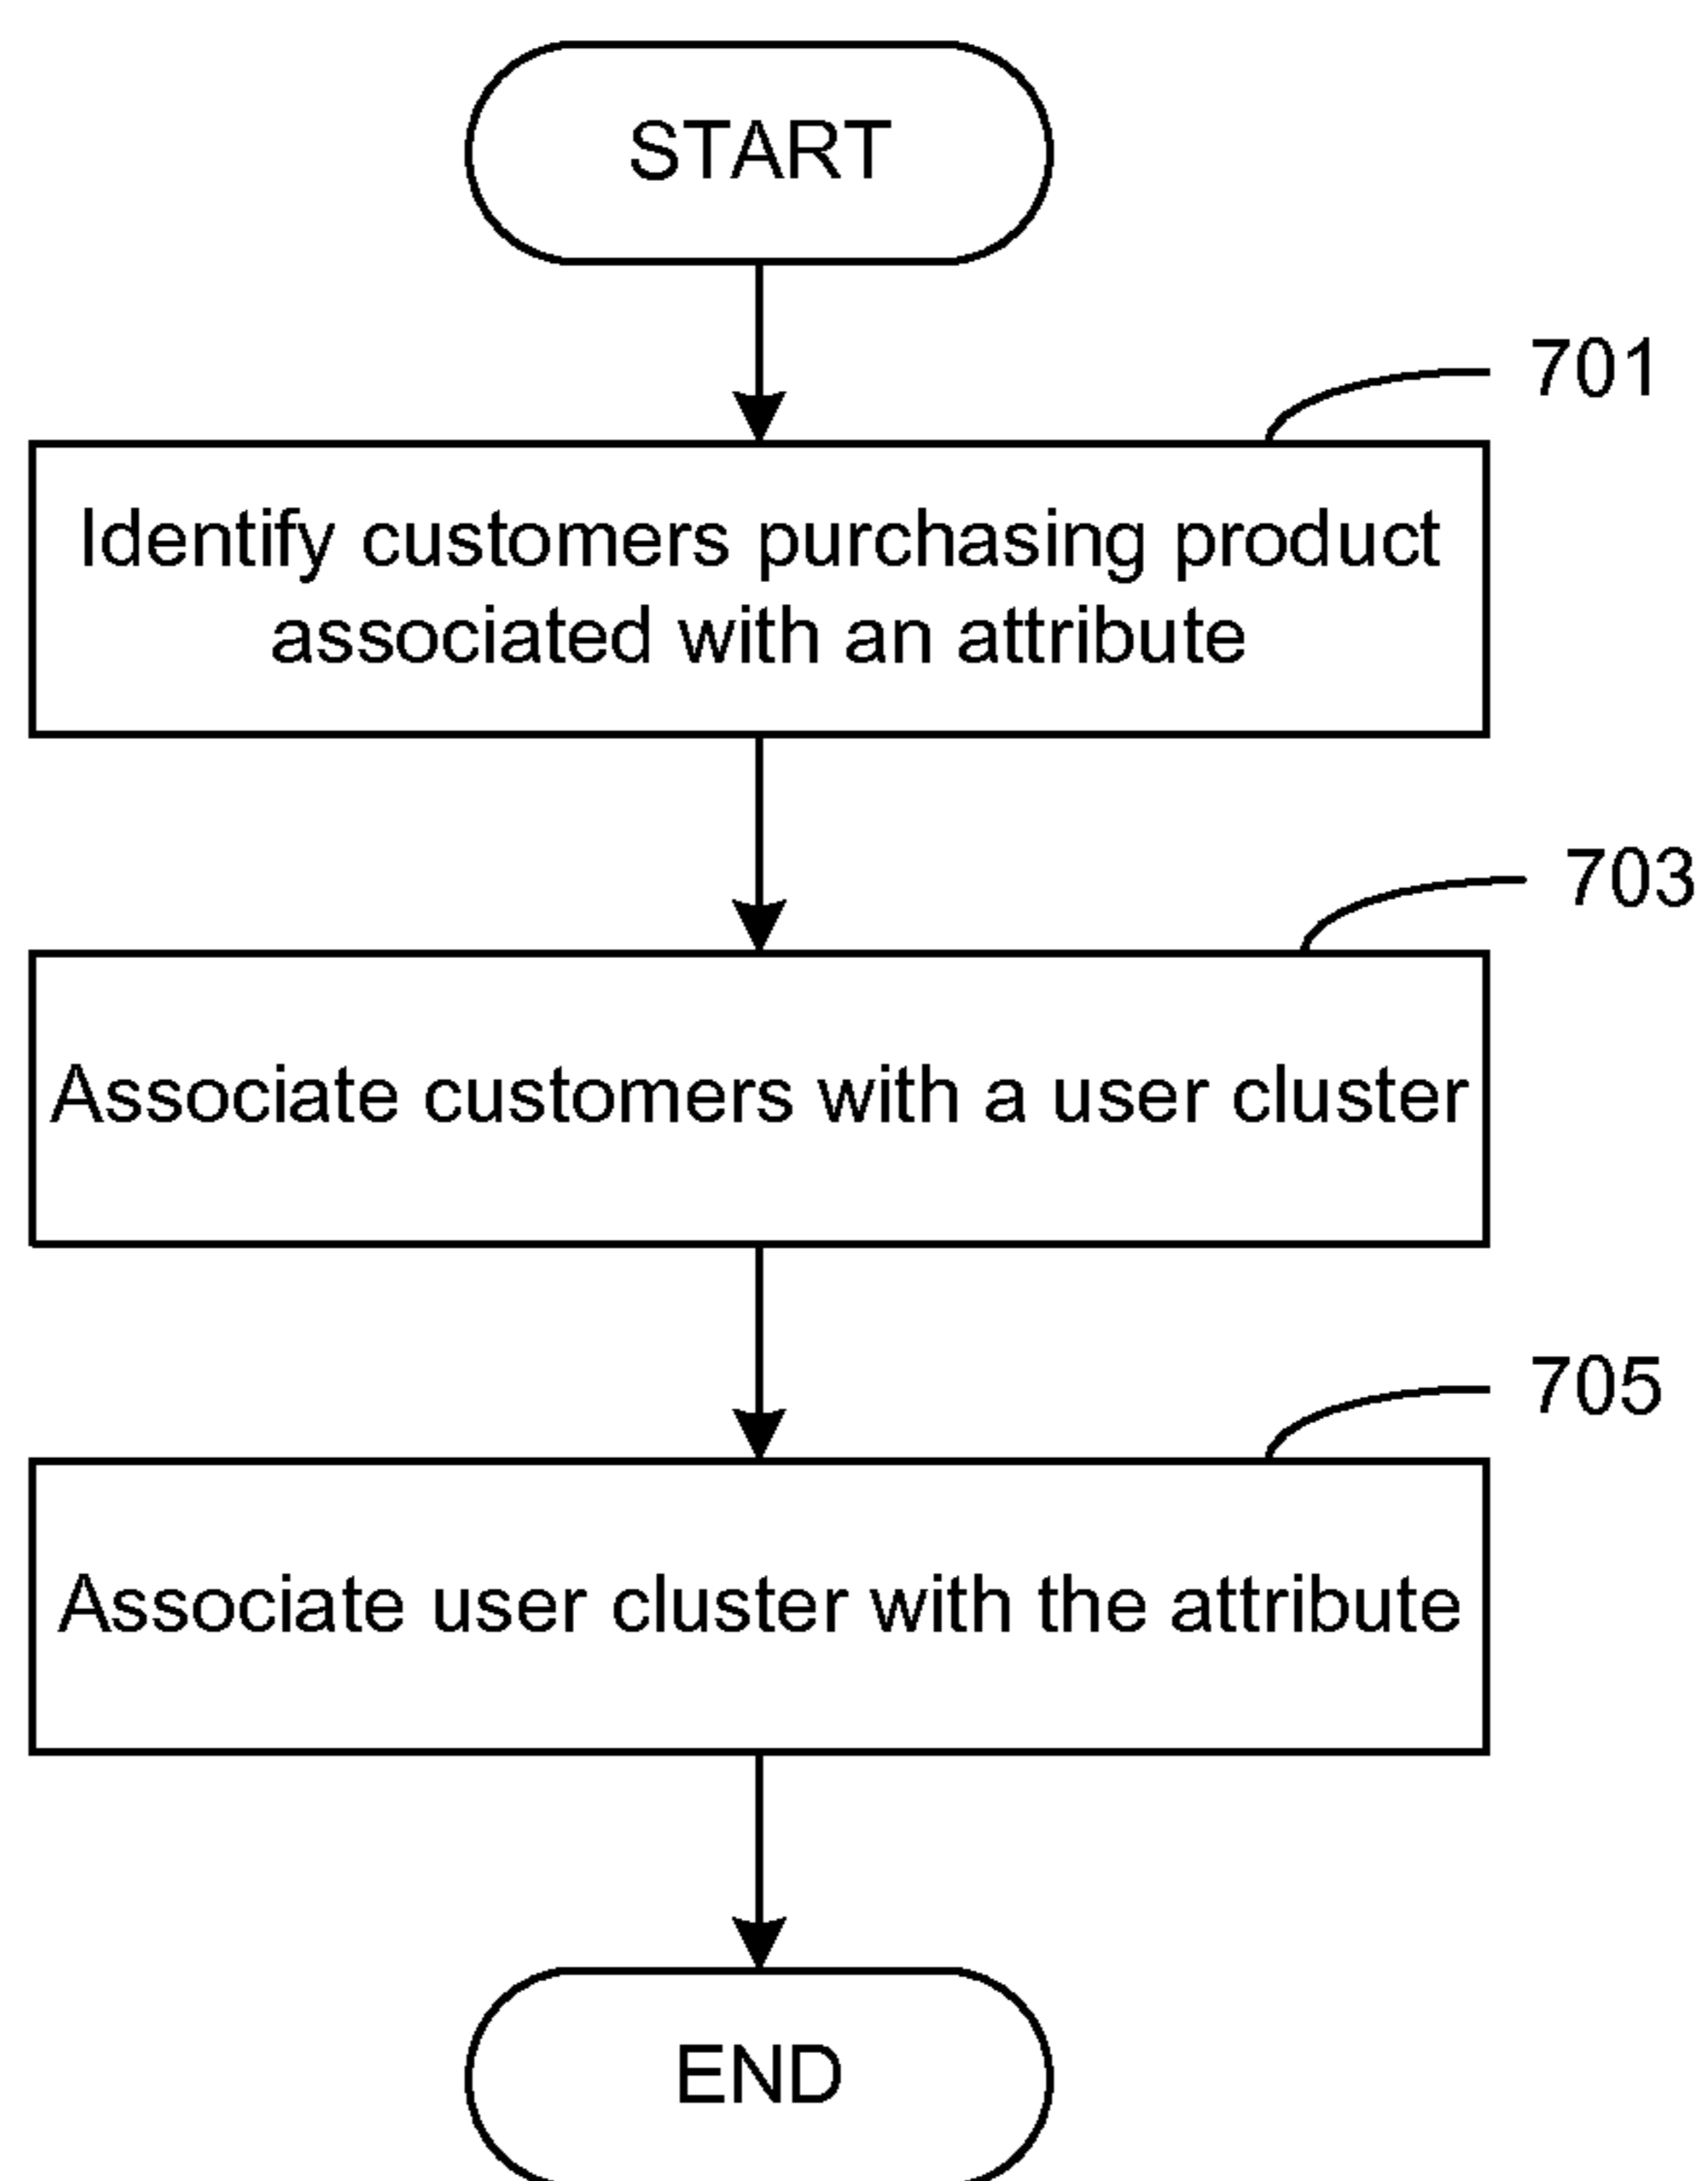 START
701
Identify customers purchasing product
associated with an attribute
703
Associate customers with a user cluster
705
Associate user cluster with the attribute
END